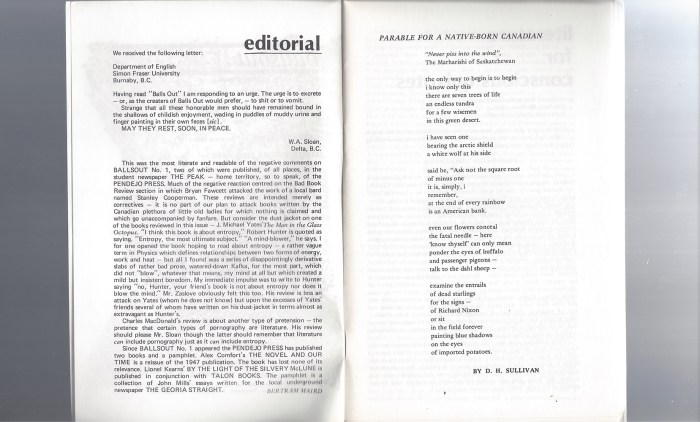 editorial
We received the following letter:
Department of English
Simon Fraser University
Burnaby, B.C.
Having read "Balls Out" I am responding to an urge. The urge is to excrete
— or, as the creators of Balls Out would prefer, — to shit or to vomit.
Strange that all these honorable men should have remained bound in
the shallows of childish enjoyment, wading in puddles of muddy urine and
finger painting in their own feces [sic].
MAY THEY REST, SOON, IN PEACE.
W.A. Sloan,
Delta, B.C.
This was the most literate and readable of the negative comments on
BALLSOUT No. 1, two of which were published, of all places, in the
student newspaper THE PEAK — home territory, so to speak, of the
PENDEJO PRESS. Much of the negative reaction centred on the Bad Book
Review section in which Bryan Fawcett attacked the work of a local bard
named Stanley Cooperman. These reviews are intended merely as
correctives — it is no part of our plan to attack books written by the
Canadian plethora of little old ladies for which nothing is claimed and
which go unaccompanied by fanfare. But consider the dust jacket on one
of the books reviewed in this issue — J. Michael Yates' The Man in the Glass
Octopus. "I think this book is about entropy," Robert Hunter is quoted as
saying, "Entropy, the most ultimate subject." "A mind-blower," he says. I
for one opened the book hoping to read about entropy — a rather vague
term in Physics which defines relationships between two forms of energy,
work and heat — but all I found was a series of disappointingly derivative
slabs of rather bad prose, watered-down Kafka, for the most part, which
did not "blow", whatever that means, my mind at all but which created a
mild but insistent boredom. My immediate impulse was to write to Hunter
saying "no, Hunter, your friend's book is not about entropy nor does it
blow the mind." Mr. Zaslove obviously felt this too. His review is less an
attack on Yates (whom he does not know) but upon the excesses of Yates'
friends several of whom have written on his dust-jacket in terms almost as
extravagant as Hunter's.
Charles MacDonald's review is about another type of pretension — the
pretence that certain types of pornography are literature. His review
should please Mr. Sloan though the latter should remember that literature
can include pornography just as it can include entropy.
Since BALLSOUT No. 1 appeared the PENDEJO PRESS has published
two books and a pamphlet. Alex Comfort's THE NOVEL AND OUR
TIME is a reissue of the 1947 publication. The book has lost none of its
relevance. Lionel Kearns' BY THE LIGHT OF THE SILVERY McLUNE is
published in conjunction with TALON BOOKS. The pamphlet is a
collection of John Mills' essays written for the local underground
newspaper THE GEORIA STRAIGHT.
PARABLE FOR A NATIVE-BORN CANADIAN
"Never piss into the wind",
The Marharishi of Saskatchewan
the only way to begin is to begin
i know only this
there are seven trees of life
an endless tundra
for a few wisemen
in this green desert.
i have seen one
bearing the arctic shield
a white wolf at his side
said he, "Ask not the square root
of minus one
it is, simply, i
remember,
at the end of every rainbow
is an American bank.
even our flowers conceal
the fatal needle — here
'know thyself' can only mean
ponder the eyes of buffalo
and passenger pigeons —
talk to the dahl sheep —
examine the entrails
of dead starlings
for the signs —
of Richard Nixon
or sit
in the field forever
painting blue shadows
on the eyes
of imported potatoes.
BY D. H. SULLIVAN